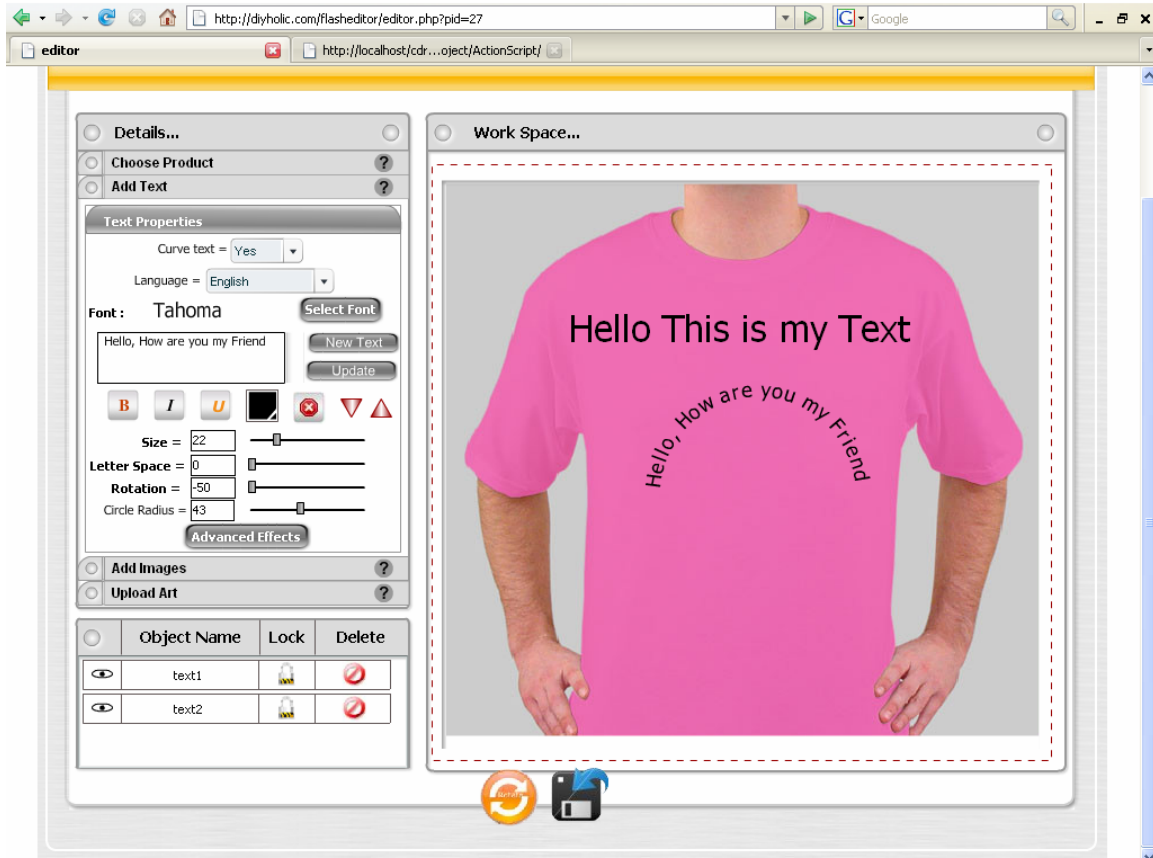 http://diyholic.com/flasheditor/editor.php?pid=27
G Google
editor
http://localhost/cdr...oject/ActionScript/
Details...
Choose Product ?
Add Text ?
Text Properties
Curve text = Yes
Language = English
Font : Tahoma Select Font
Hello, How are you my Friend
New Text
Update
B I U
Size = 22
Letter Space = 0
Rotation = -50
Circle Radius = 43
Advanced Effects
Add Images ?
Upload Art ?
Object Name Lock Delete
text1
text2
Work Space...
Hello This is my Text
Hello, How are you my Friend